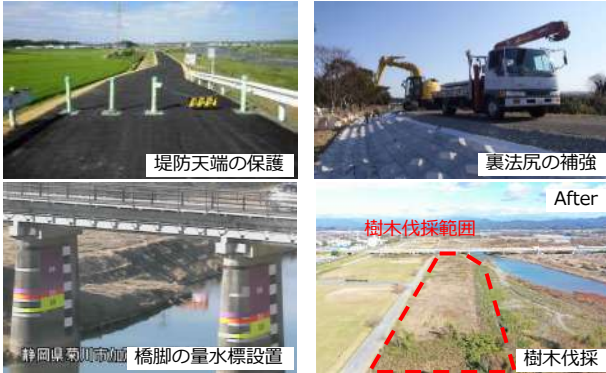 堤防天端の保護
裏法尻の補強
静岡県菊川市加
橋脚の量水標設置
After
樹木伐採範囲
樹木伐採